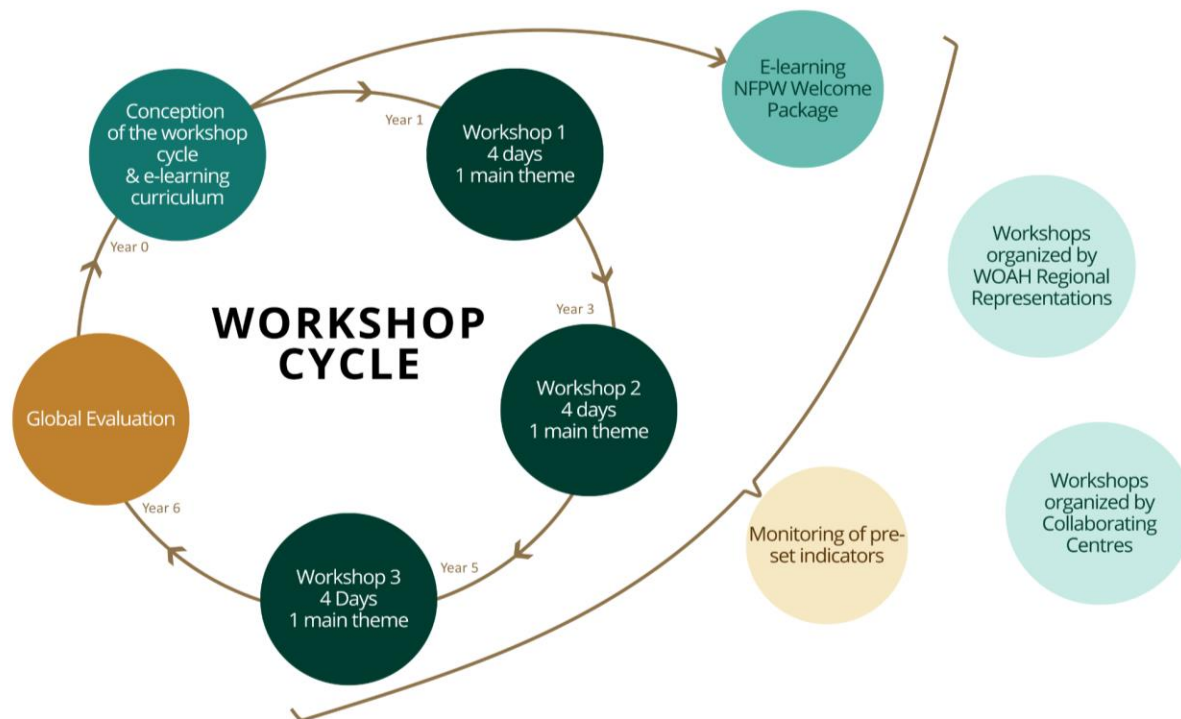 Conception
of the workshop
cycle
& e-learning
curriculum
Year 1
Workshop 1
4 days
1 main theme
E-learning
NFPW Welcome
Package
Year 0
Year 3
WORKSHOP
CYCLE
Workshops
organized by
WOAH Regional
Representations
Global Evaluation
Workshop 2
4 days
1 main theme
Year 6
Year 5
Workshop 3
4 Days
1 main theme
Monitoring of pre-
set indicators
Workshops
organized by
Collaborating
Centres